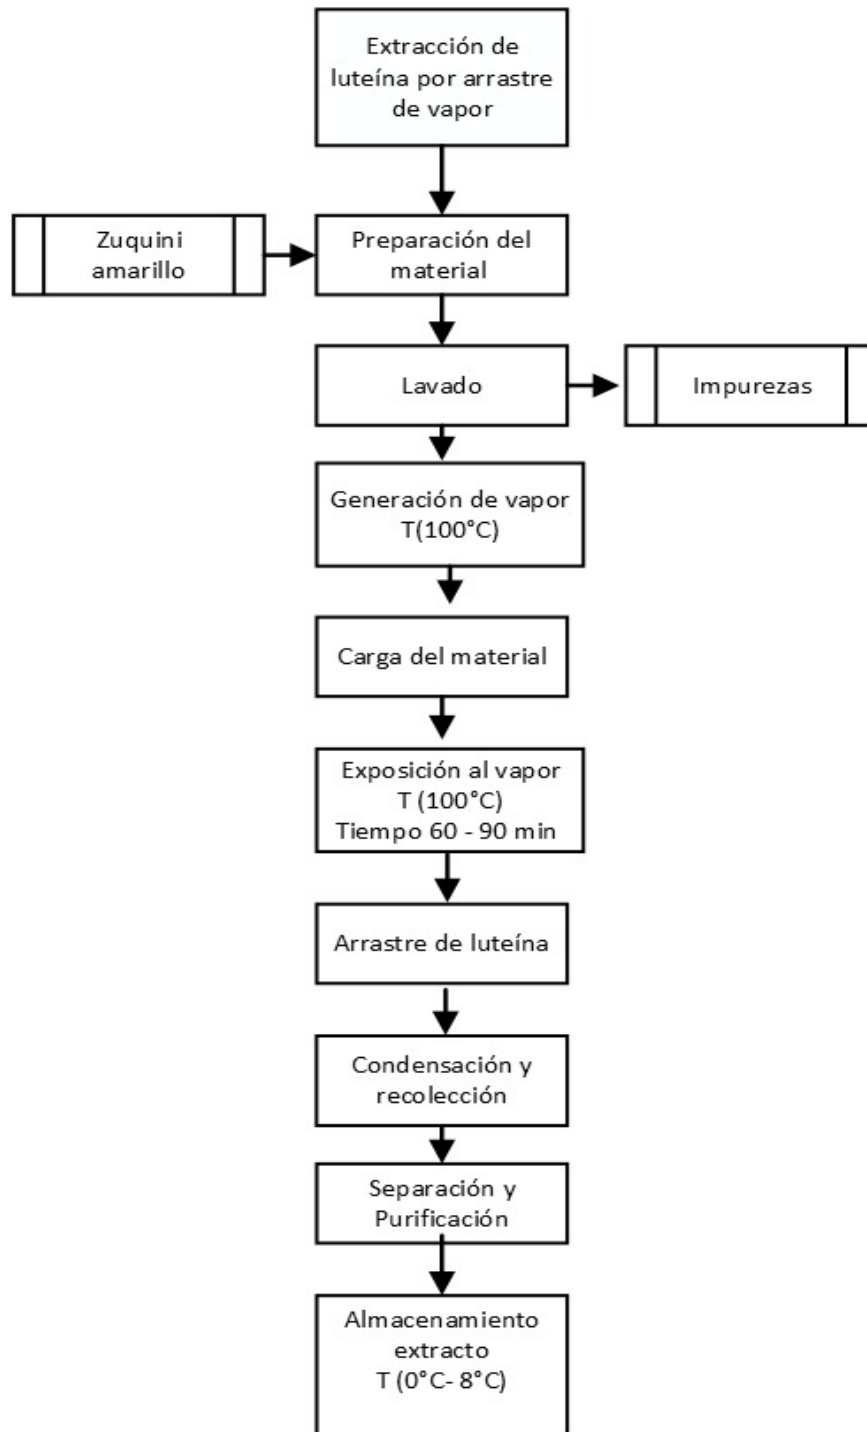 Extracción de
luteína por arrastre
de vapor
Zuquini
amarillo
Preparación del
material
Lavado
Impurezas
Generación de vapor
T(100°C)
Carga del material
Exposición al vapor
T (100°C)
Tiempo 60 - 90 min
Arrastre de luteína
Condensación y
recolección
Separación y
Purificación
Almacenamiento
extracto
T (0°C- 8°C)